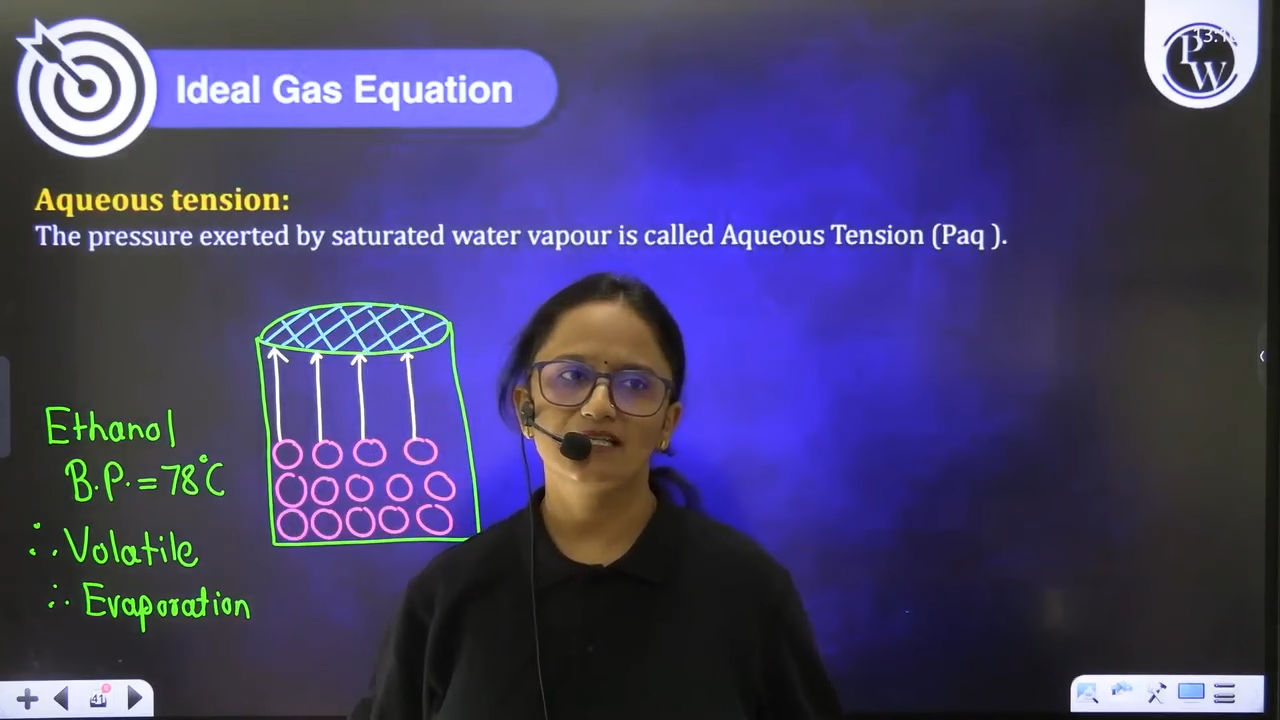 Ideal Gas Equation
PW
Aqueous tension:
The pressure exerted by saturated water vapour is called Aqueous Tension (Paq ).
Ethanol
B.P. = 78°C
∴ Volatile
∴ Evaporation
41